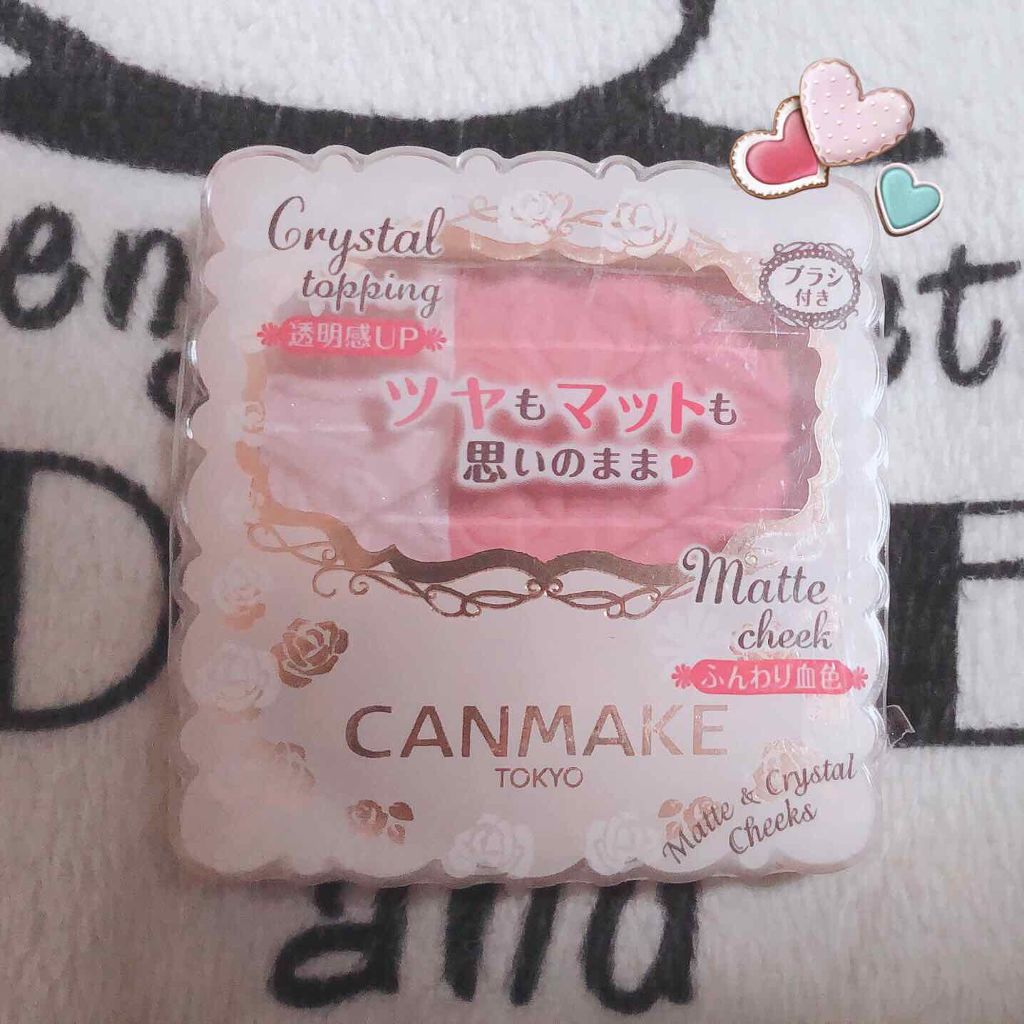 Crystal
topping
透明感UP
ブラシ
付き
ツヤもマットも
思いのまま
Matte
cheek
ふんわり血色
CANMAKE
TOKYO
Matte & Crystal
Cheeks
and